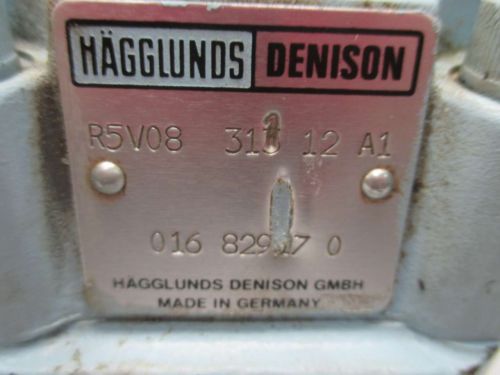 HÄGGLUNDS DENISON
R5V08 12 A1
016 0
HÄGGLUNDS DENISON GMBH
MADE IN GERMANY